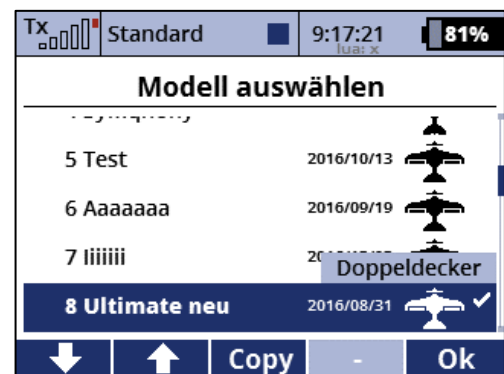 Tx Standard 9:17:21 81%
lua: x
Modell auswählen
5 Test 2016/10/13
6 Aaaaaaa 2016/09/19
7 Iiiiiii
Doppeldecker
8 Ultimate neu 2016/08/31
Copy - Ok